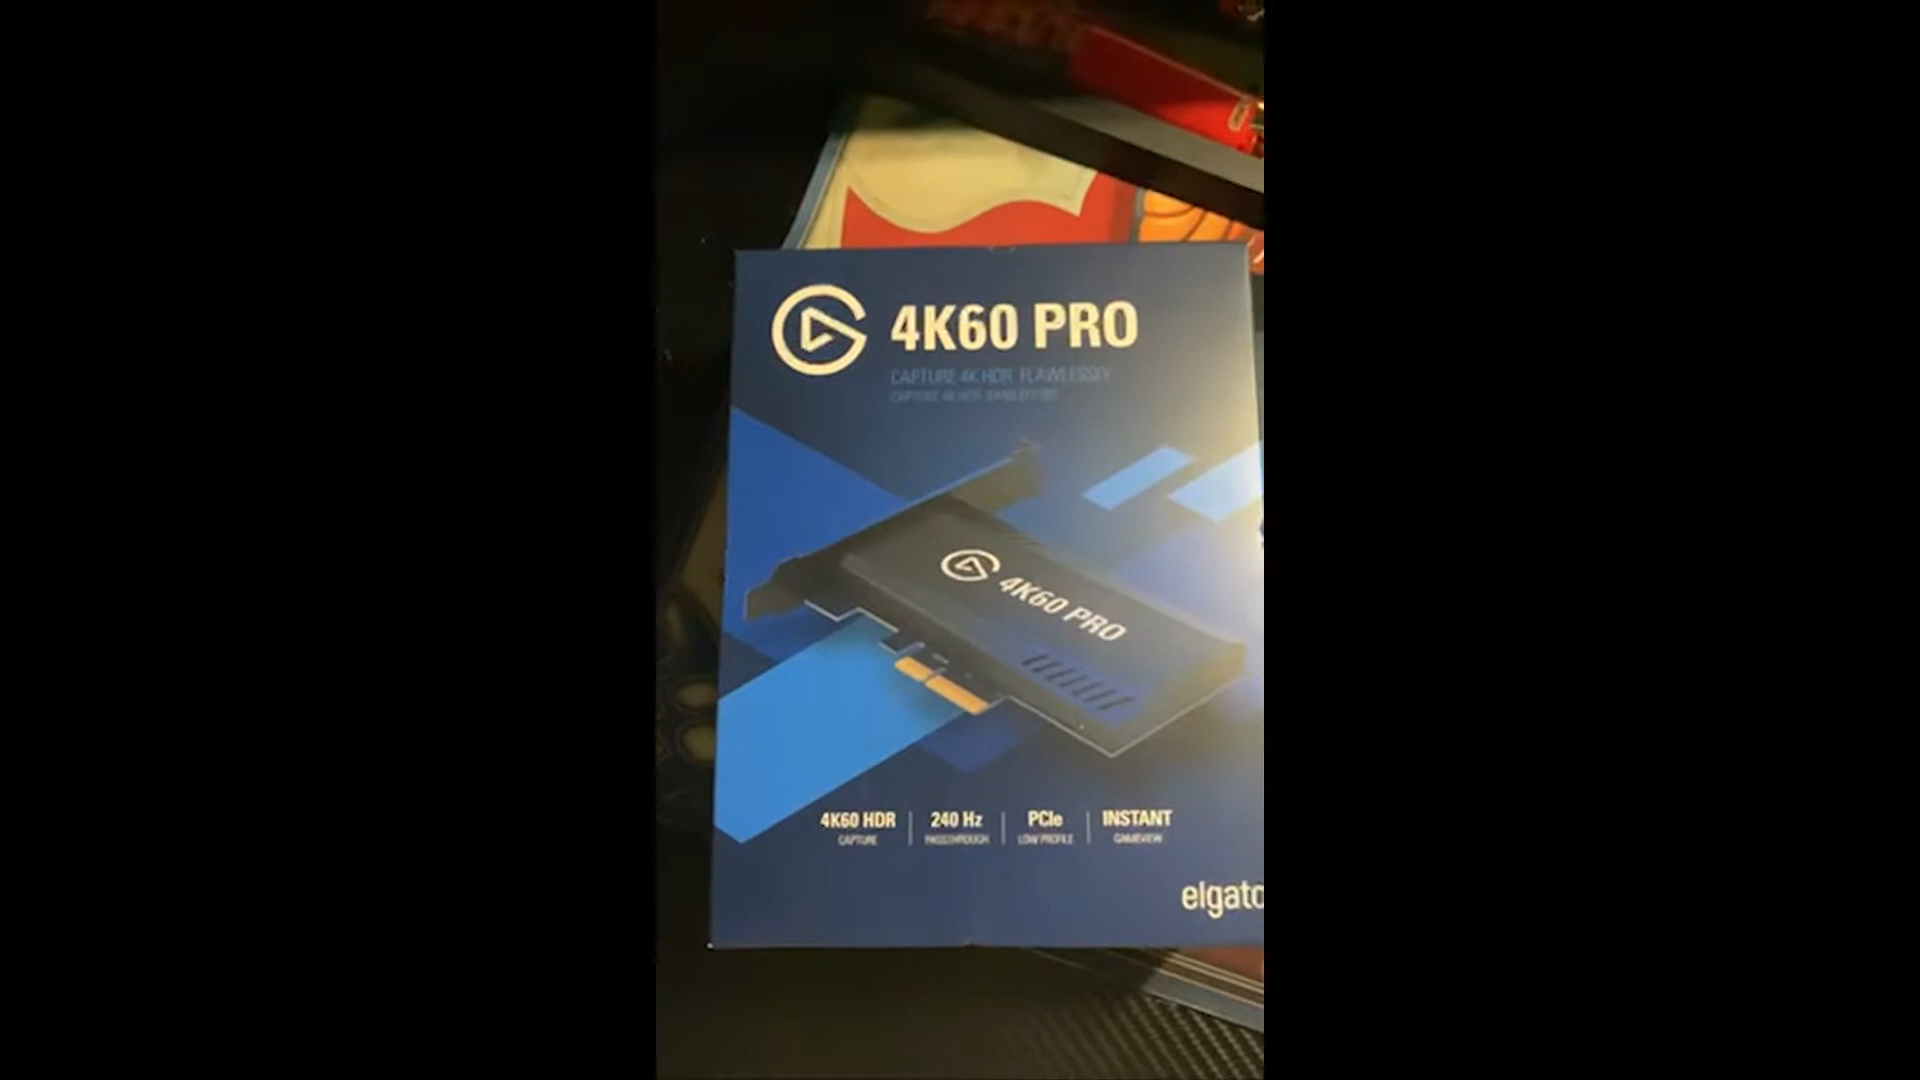 4K60 PRO
CAPTURE 4K HDR. FLAWLESSLY.
4K60 PRO
4K60 HDR
CAPTURE
240 Hz
PASSTHROUGH
PCIe
LOW PROFILE
INSTANT
GAMEVIEW
elgato